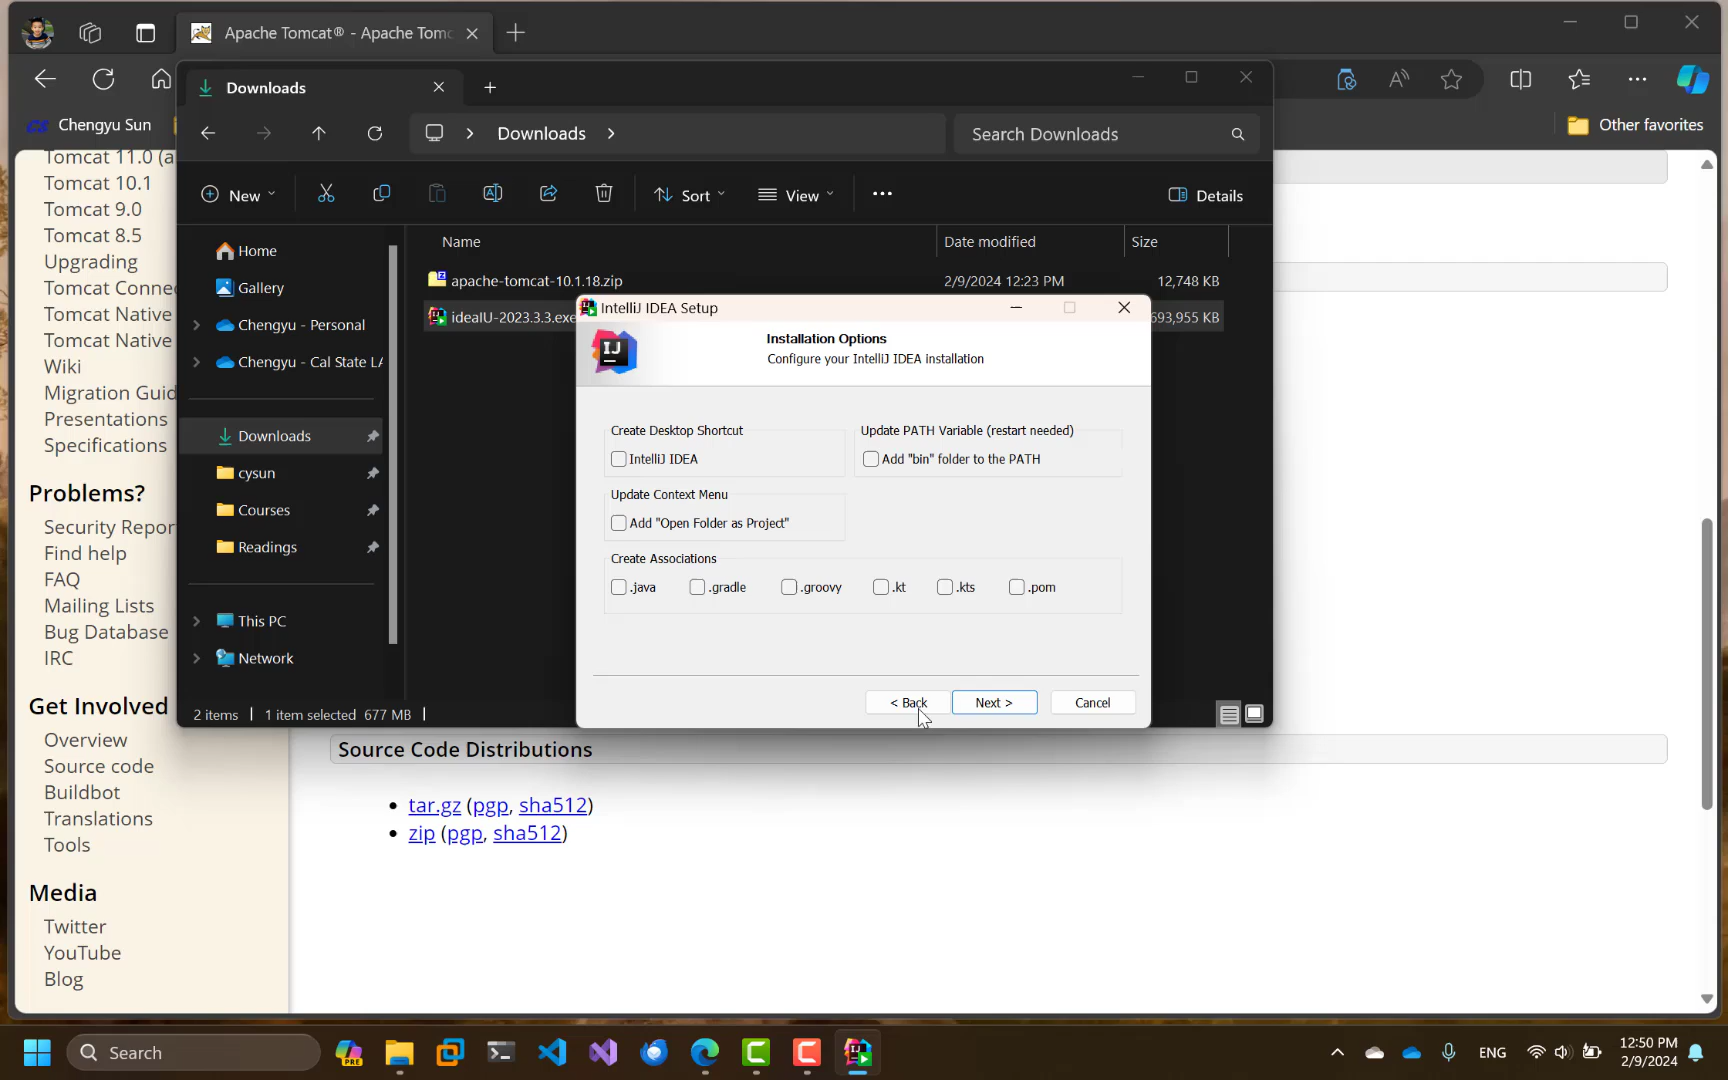 Apache Tomcat® - Apache Tomc
Chengyu Sun
Other favorites
Downloads
Downloads
Search Downloads
New
Sort
View
Details
Home
Gallery
Chengyu - Personal
Chengyu - Cal State LA
Downloads
cysun
Courses
Readings
This PC
Network
Name
Date modified
Size
apache-tomcat-10.1.18.zip
2/9/2024 12:23 PM
12,748 KB
ideaIU-2023.3.3.exe
693,955 KB
2 items
1 item selected 677 MB
IntelliJ IDEA Setup
IJ
Installation Options
Configure your IntelliJ IDEA installation
Create Desktop Shortcut
IntelliJ IDEA
Update PATH Variable (restart needed)
Add "bin" folder to the PATH
Update Context Menu
Add "Open Folder as Project"
Create Associations
.java
.gradle
.groovy
.kt
.kts
.pom
< Back
Next >
Cancel
Tomcat 11.0 (a
Tomcat 10.1
Tomcat 9.0
Tomcat 8.5
Upgrading
Tomcat Conne
Tomcat Native
Tomcat Native
Wiki
Migration Guid
Presentations
Specifications
Problems?
Security Repor
Find help
FAQ
Mailing Lists
Bug Database
IRC
Get Involved
Overview
Source code
Buildbot
Translations
Tools
Media
Twitter
YouTube
Blog
Source Code Distributions
tar.gz (pgp, sha512)
zip (pgp, sha512)
Search
PRE
ENG
12:50 PM
2/9/2024